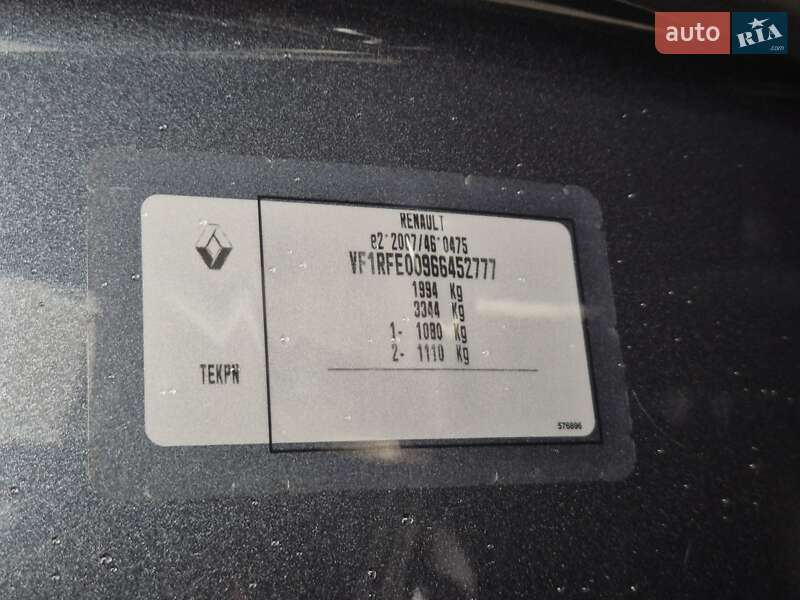 auto RIA
.com
RENAULT
e2*2007/46*0475
VF1RFE00966452777
1994 Kg
3344 Kg
1- 1090 Kg
2- 1110 Kg
TEKPN
576896